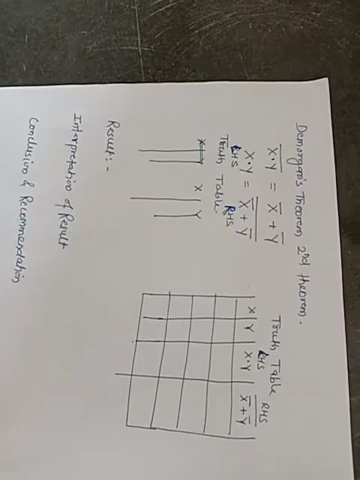 Demorgan's Theorem 2nd theorem.
X·Y = X̅ + Y̅
X·Y = X̅ + Y̅
LHS RHS
Truth Table
X Y
Truth Table
LHS RHS
X Y X·Y X̅+Y̅
Result:-
Interpretation of Result
Conclusion & Recommendation